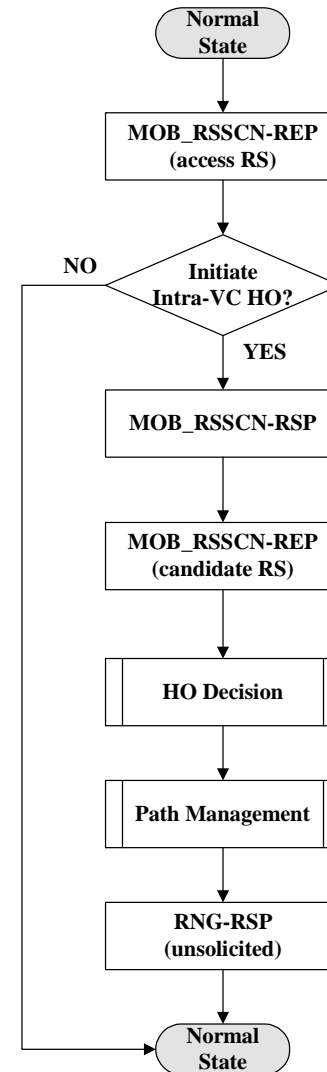 Normal
State
MOB_RSSCN-REP
(access RS)
NO
Initiate
Intra-VC HO?
YES
MOB_RSSCN-RSP
MOB_RSSCN-REP
(candidate RS)
HO Decision
Path Management
RNG-RSP
(unsolicited)
Normal
State